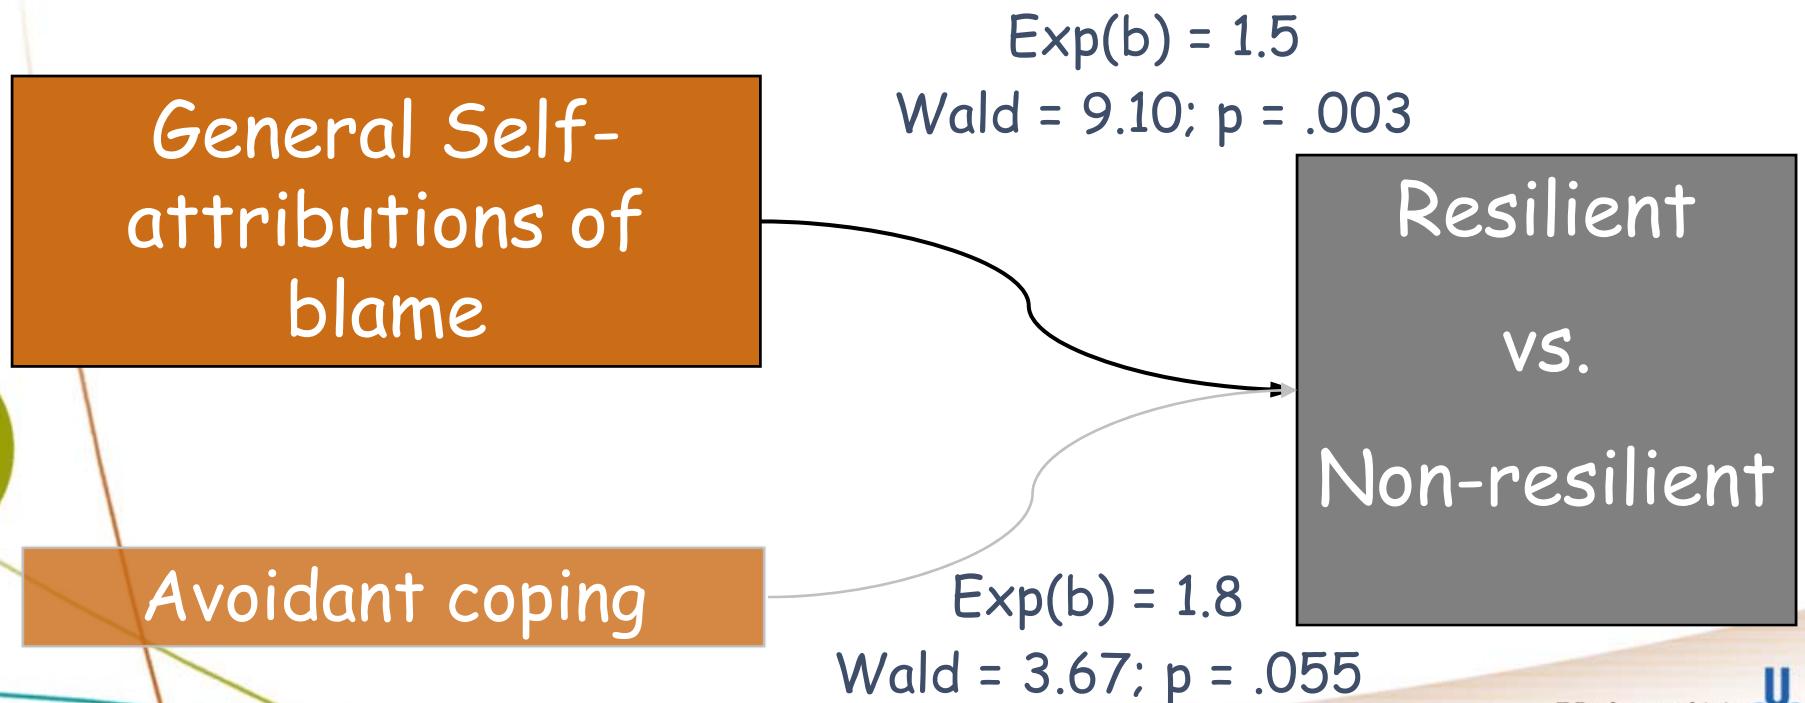 Exp(b) = 1.5
Wald = 9.10; p = .003
General Self-
attributions of
blame
Resilient
vs.
Non-resilient
Avoidant coping
Exp(b) = 1.8
Wald = 3.67; p = .055
U